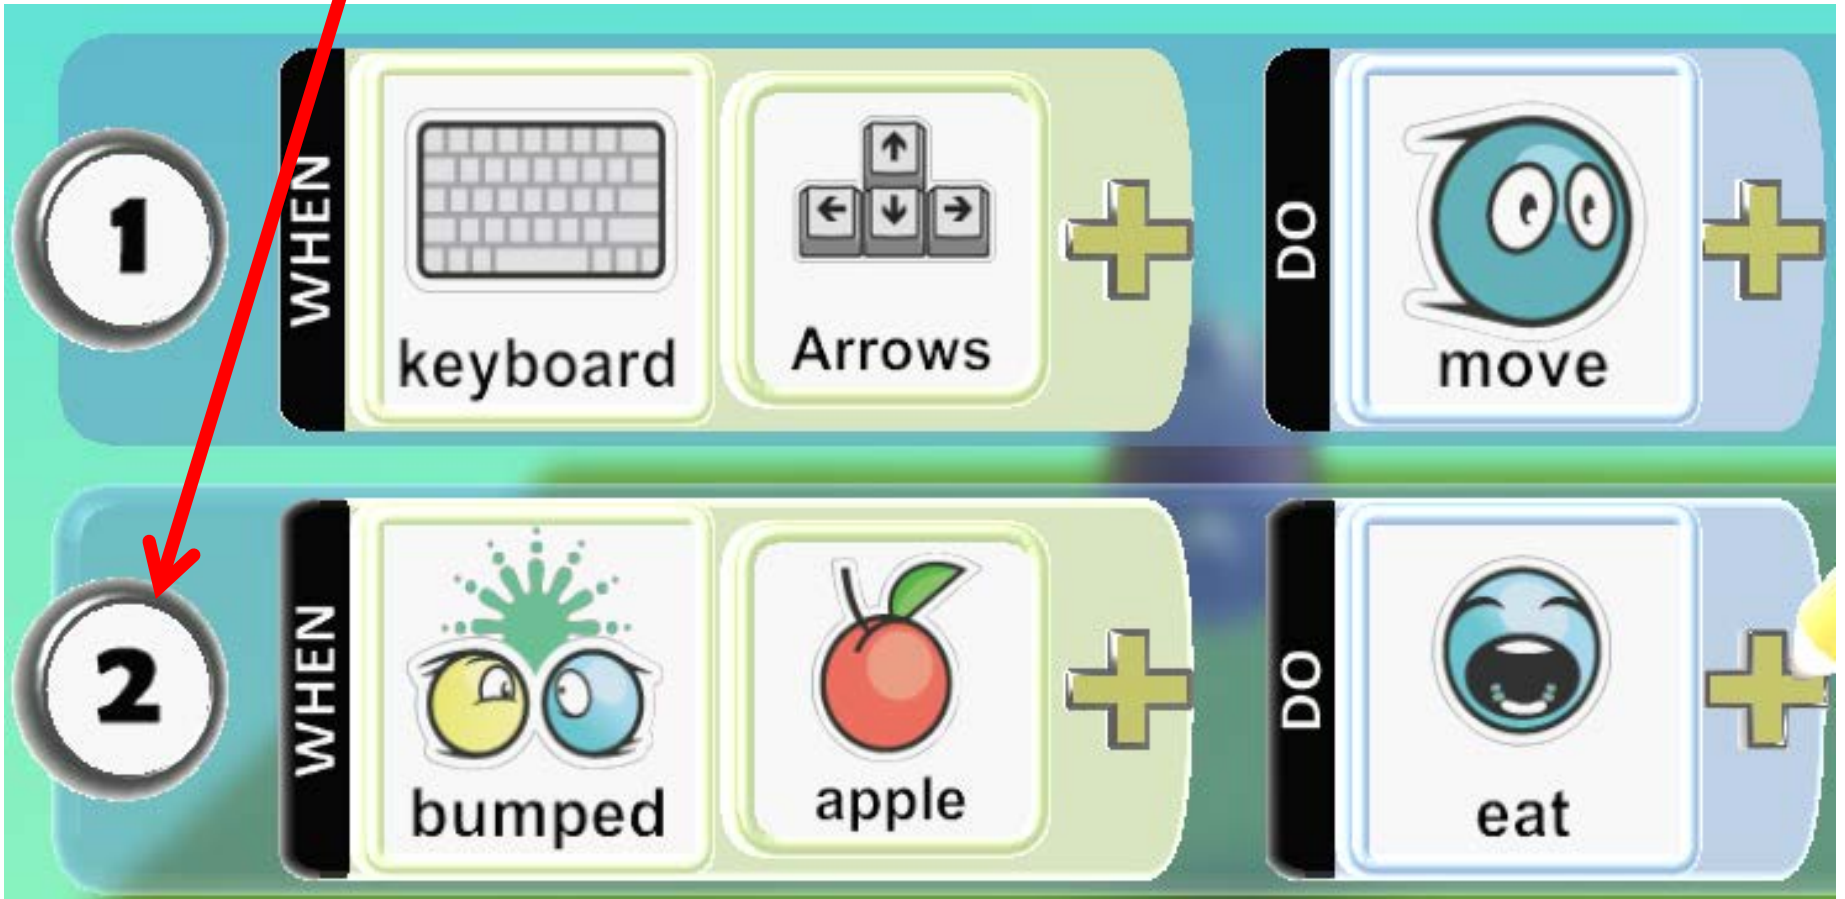 1
WHEN
keyboard
Arrows
DO
move
2
WHEN
bumped
apple
DO
eat